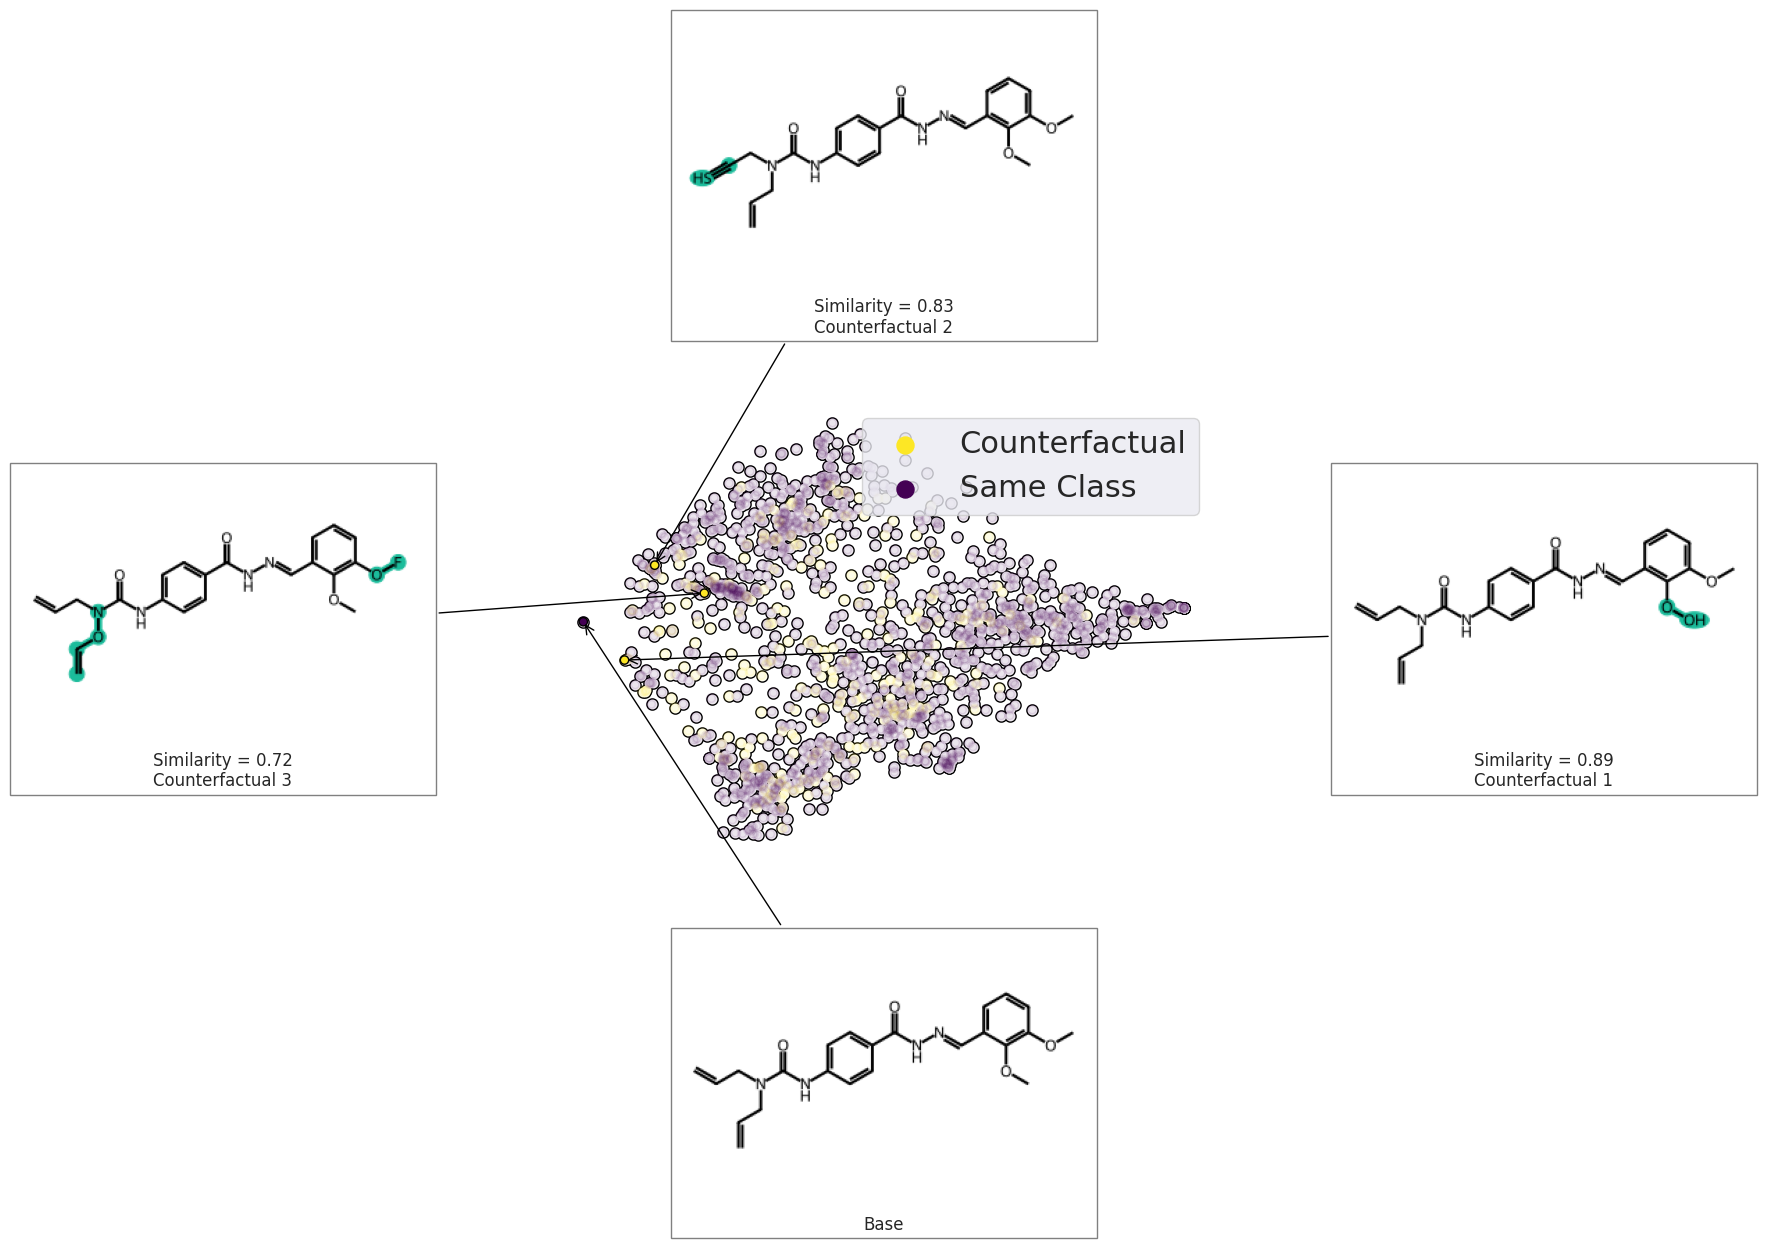 O
O
N
H
N
N
H
N
HS
O
O
Similarity = 0.83
Counterfactual 2
Counterfactual
Same Class
O
O
N
H
N
N
H
N
O
O
F
O
Similarity = 0.72
Counterfactual 3
O
O
N
H
N
N
H
N
O
O
OH
Similarity = 0.89
Counterfactual 1
O
O
N
H
N
N
H
N
O
O
Base